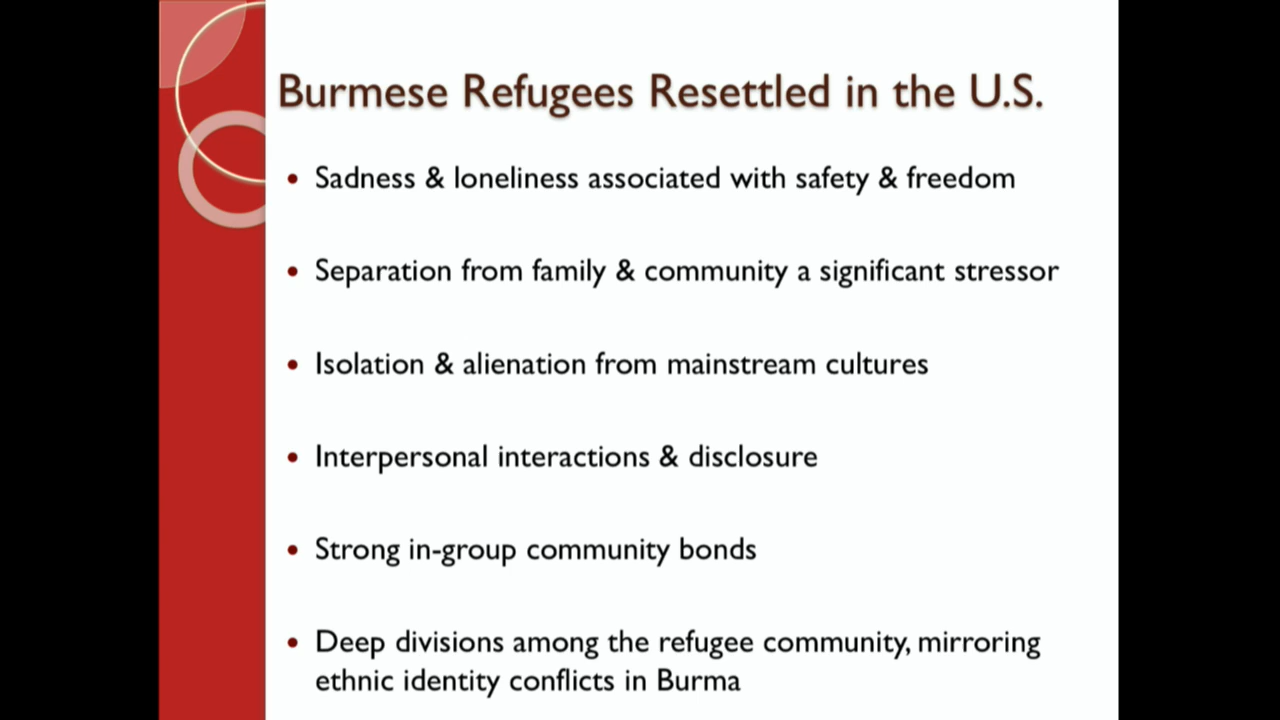 Burmese Refugees Resettled in the U.S.
• Sadness & loneliness associated with safety & freedom
• Separation from family & community a significant stressor
• Isolation & alienation from mainstream cultures
• Interpersonal interactions & disclosure
• Strong in-group community bonds
• Deep divisions among the refugee community, mirroring
ethnic identity conflicts in Burma